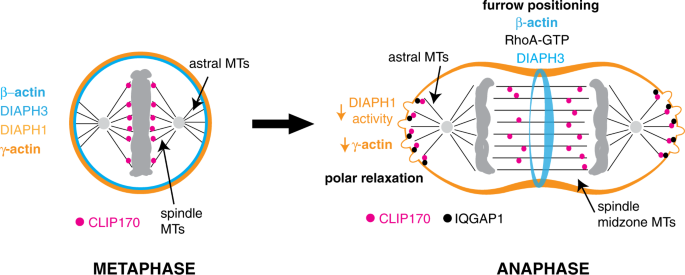 β–actin
DIAPH3
DIAPH1
γ-actin
astral MTs
spindle
MTs
CLIP170
METAPHASE
furrow positioning
β-actin
RhoA-GTP
DIAPH3
astral MTs
DIAPH1
activity
γ-actin
polar relaxation
CLIP170
IQGAP1
spindle
midzone MTs
ANAPHASE